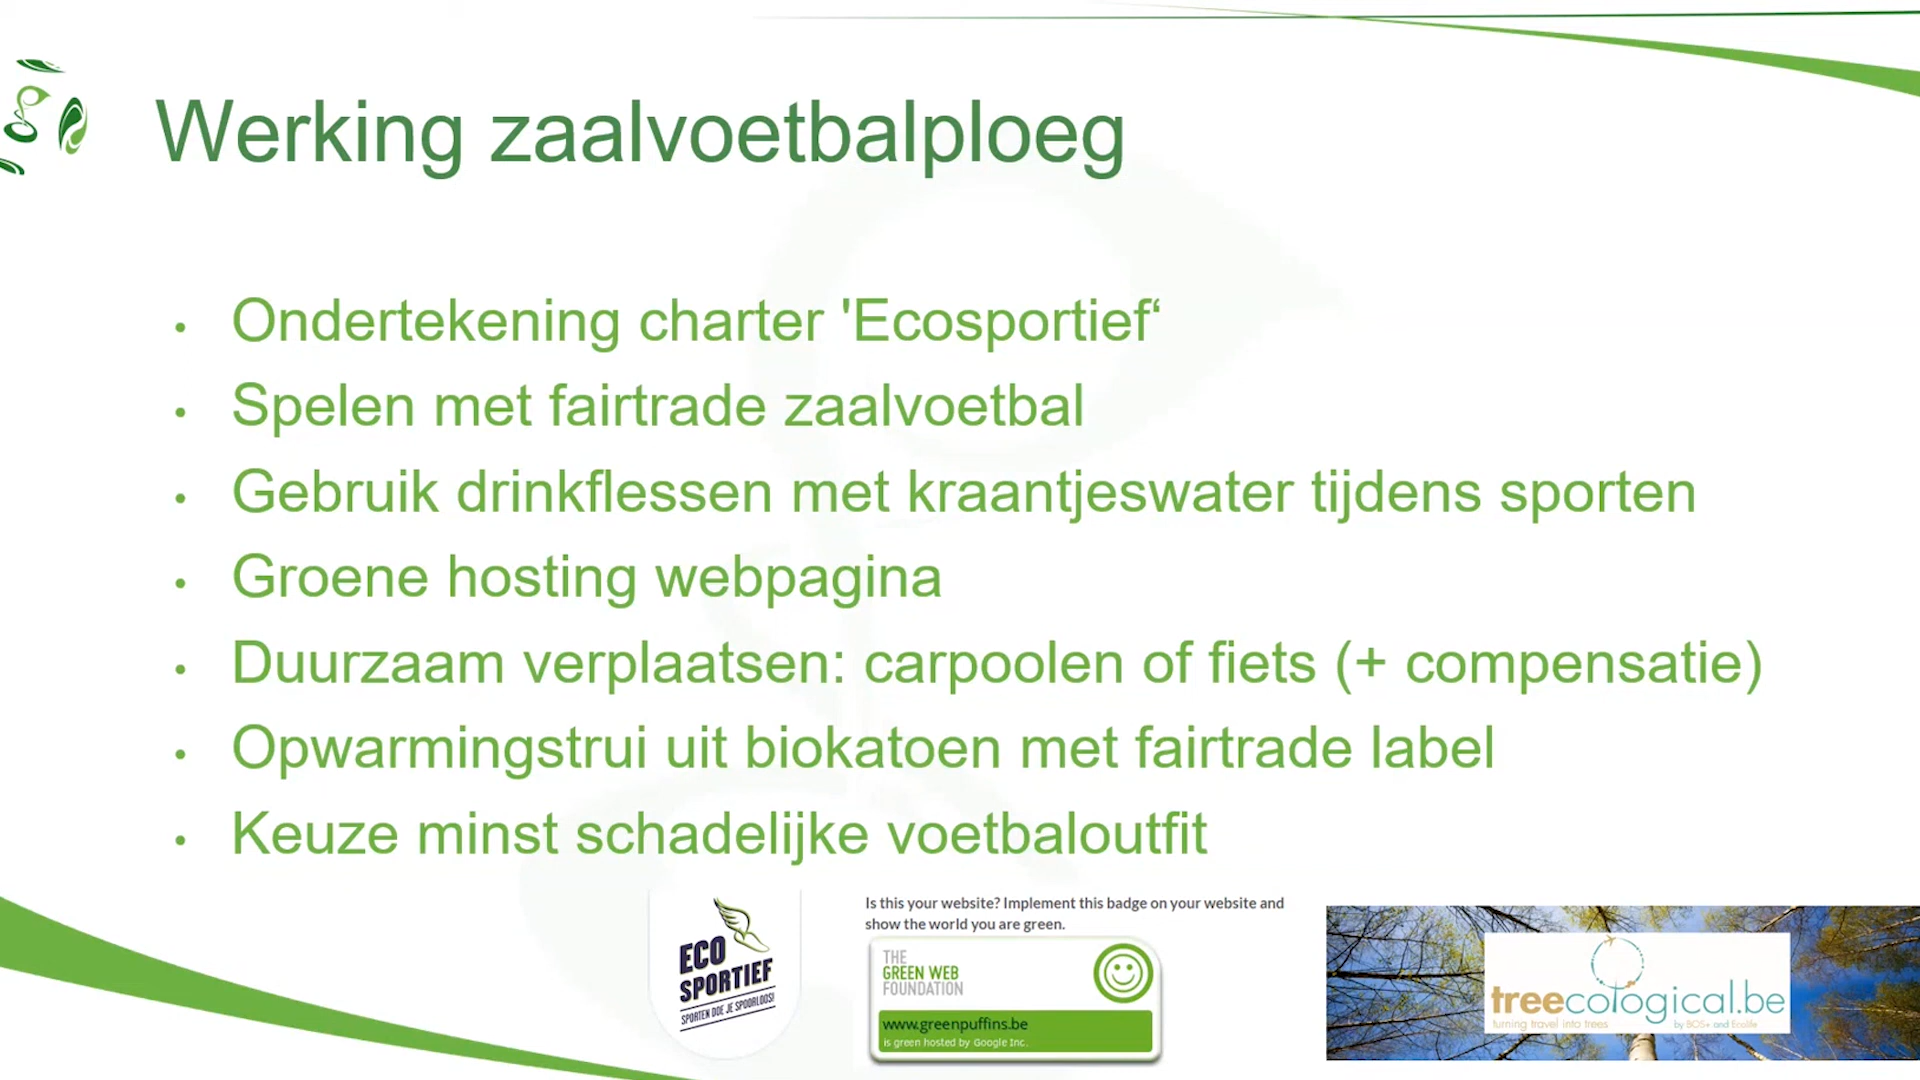 Werking zaalvoetbalploeg
• Ondertekening charter 'Ecosportief‘
• Spelen met fairtrade zaalvoetbal
• Gebruik drinkflessen met kraantjeswater tijdens sporten
• Groene hosting webpagina
• Duurzaam verplaatsen: carpoolen of fiets (+ compensatie)
• Opwarmingstrui uit biokatoen met fairtrade label
• Keuze minst schadelijke voetbaloutfit
ECO
SPORTIEF
SPORTEN DOE JE SPOORLOOS!
Is this your website? Implement this badge on your website and
show the world you are green.
THE
GREEN WEB
FOUNDATION
www.greenpuffins.be
is green hosted by Google Inc.
treecological.be
turning travel into trees by BOS+ and Ecolife